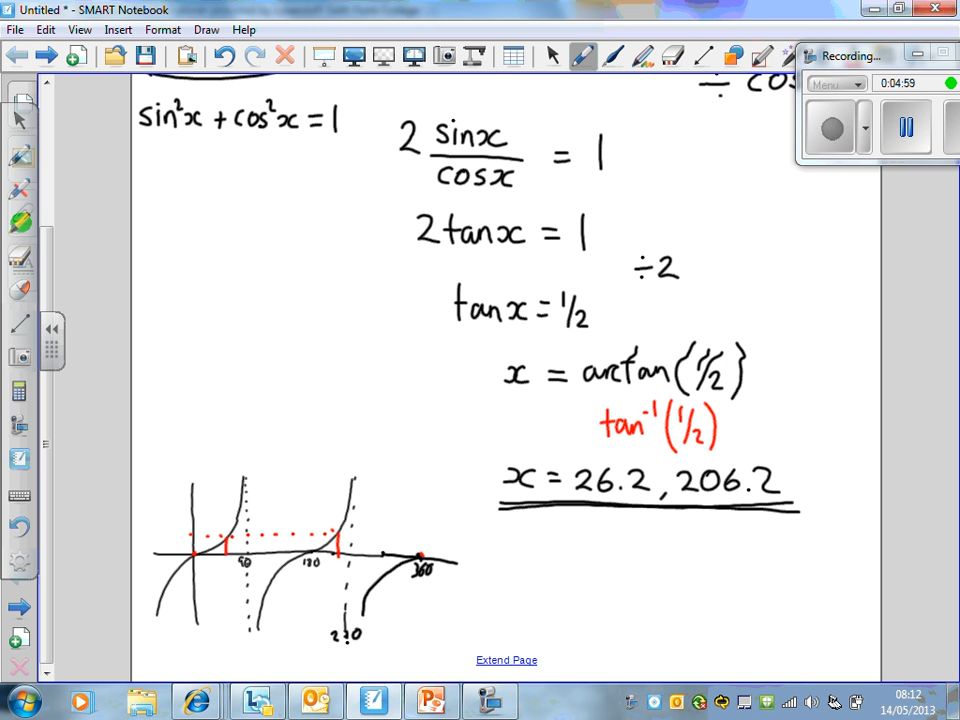 Untitled * - SMART Notebook
File Edit View Insert Format Draw Help
Recording...
Menu 0:04:59
÷ cos
sin²x + cos²x = 1
2 sinx/cosx = 1
2tanx = 1
÷2
tanx = 1/2
x = arctan(1/2)
tan⁻¹(1/2)
x = 26.2, 206.2
90 180 360
270
Extend Page
08:12
14/05/2013